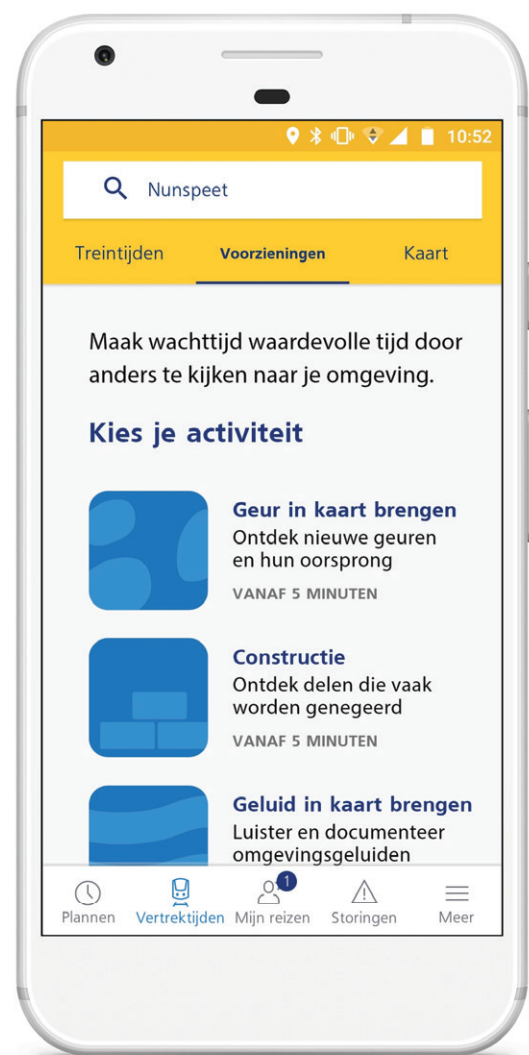 10:52
Nunspeet
Treintijden Voorzieningen Kaart
Maak wachttijd waardevolle tijd door
anders te kijken naar je omgeving.
Kies je activiteit
Geur in kaart brengen
Ontdek nieuwe geuren
en hun oorsprong
VANAF 5 MINUTEN
Constructie
Ontdek delen die vaak
worden genegeerd
VANAF 5 MINUTEN
Geluid in kaart brengen
Luister en documenteer
omgevingsgeluiden
1
Plannen Vertrektijden Mijn reizen Storingen Meer